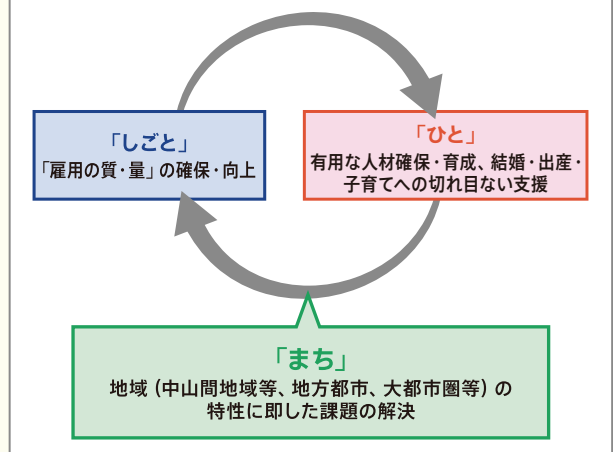 「しごと」
「雇用の質・量」の確保・向上
「ひと」
有用な人材確保・育成、結婚・出産・
子育てへの切れ目ない支援
「まち」
地域（中山間地域等、地方都市、大都市圏等）の
特性に即した課題の解決